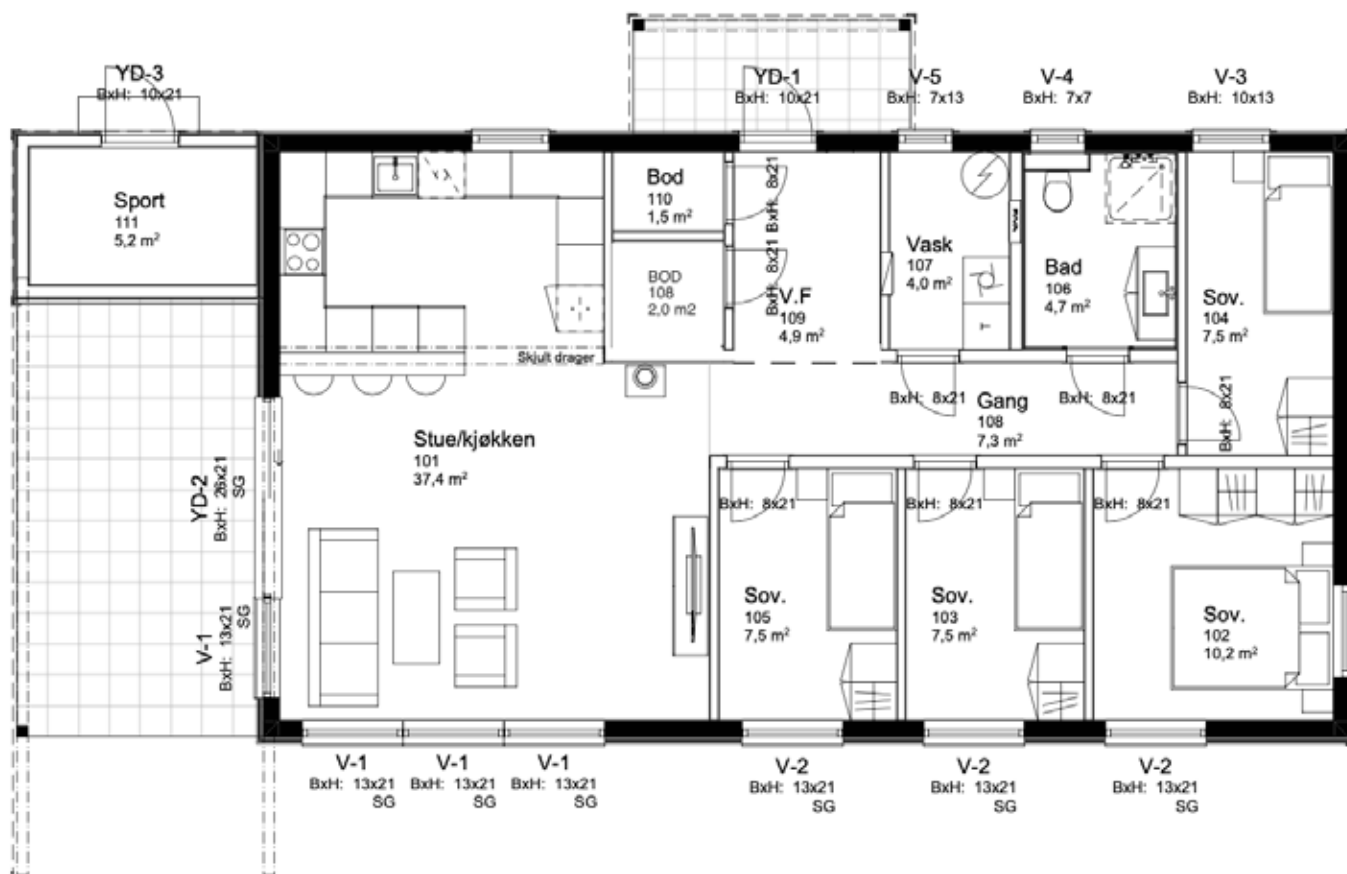 YD-3
BxH: 10x21
YD-1
BxH: 10x21
V-5
BxH: 7x13
V-4
BxH: 7x7
V-3
BxH: 10x13
Sport
111
5,2 m²
Bod
110
1,5 m²
BxH: 8x21
BOD
108
2,0 m2
BxH: 8x21
V.F
109
4,9 m²
Vask
107
4,0 m²
T
Bad
106
4,7 m²
Sov.
104
7,5 m²
Skjult drager
BxH: 8x21
BxH: 8x21
BxH: 8x21
Gang
108
7,3 m²
Stue/kjøkken
101
37,4 m²
YD-2
BxH: 26x21
SG
V-1
BxH: 13x21
SG
BxH: 8x21
BxH: 8x21
BxH: 8x21
Sov.
105
7,5 m²
Sov.
103
7,5 m²
Sov.
102
10,2 m²
V-1
BxH: 13x21
SG
V-1
BxH: 13x21
SG
V-1
BxH: 13x21
SG
V-2
BxH: 13x21
SG
V-2
BxH: 13x21
SG
V-2
BxH: 13x21
SG